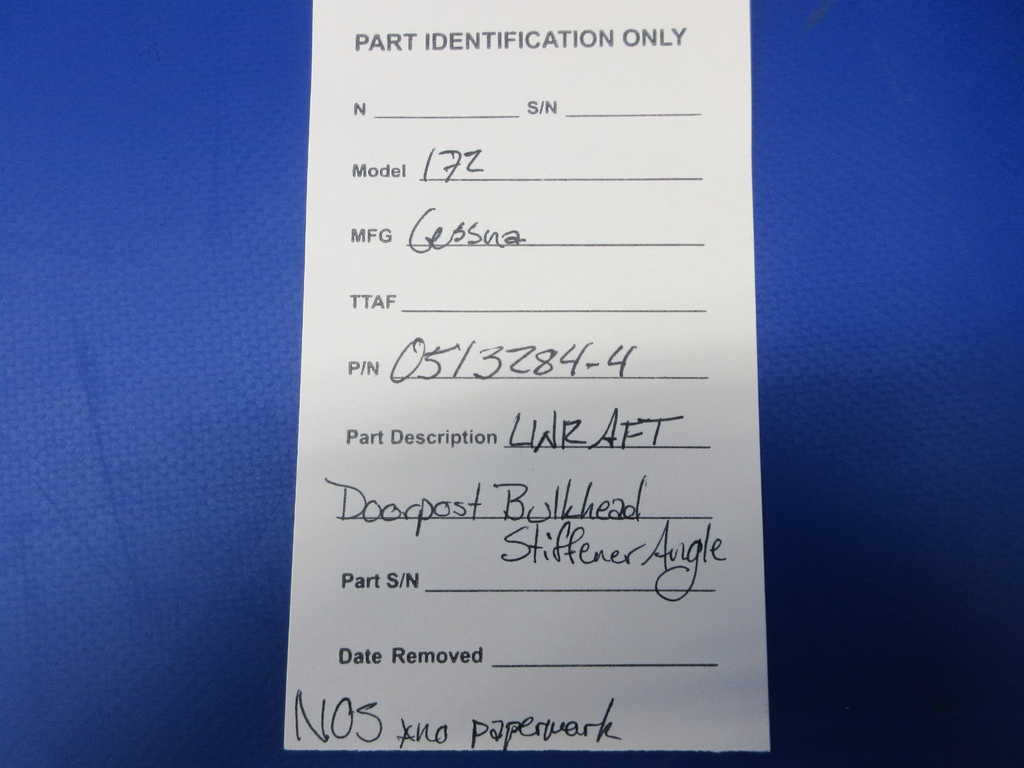 PART IDENTIFICATION ONLY
N S/N
Model 172
MFG Cessna
TTAF
P/N 0513284-4
Part Description LWR AFT
Doorpost Bulkhead
Stiffener Angle
Part S/N
Date Removed
NOS *no paperwork